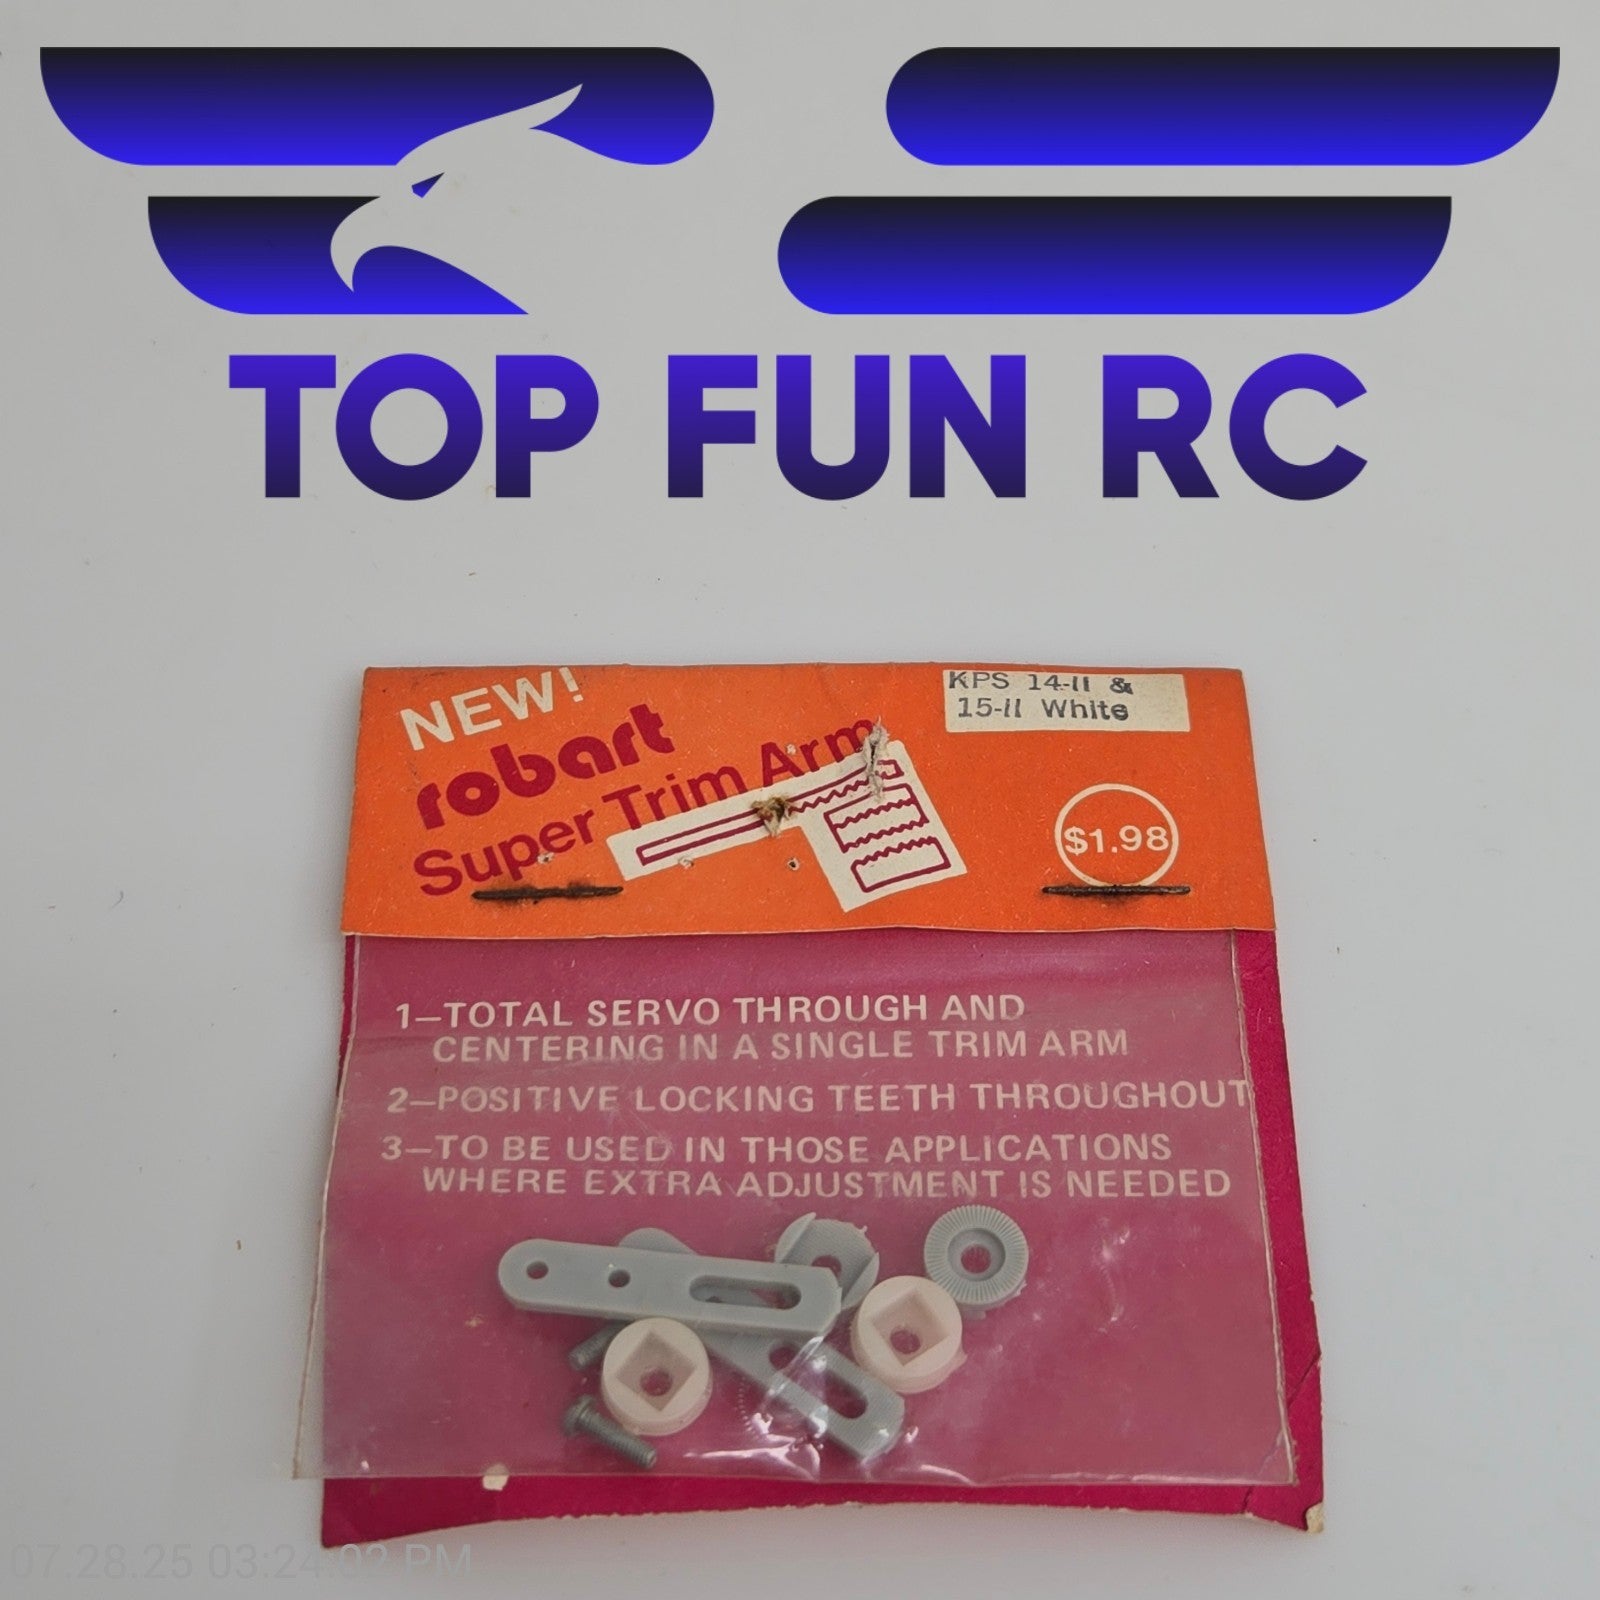 TOP FUN RC
NEW!
robart
Super Trim Arm
KPS 14-II &
15-II White
$1.98
1—TOTAL SERVO THROUGH AND
CENTERING IN A SINGLE TRIM ARM
2—POSITIVE LOCKING TEETH THROUGHOUT
3—TO BE USED IN THOSE APPLICATIONS
WHERE EXTRA ADJUSTMENT IS NEEDED
07.28.25 03:24:02 PM